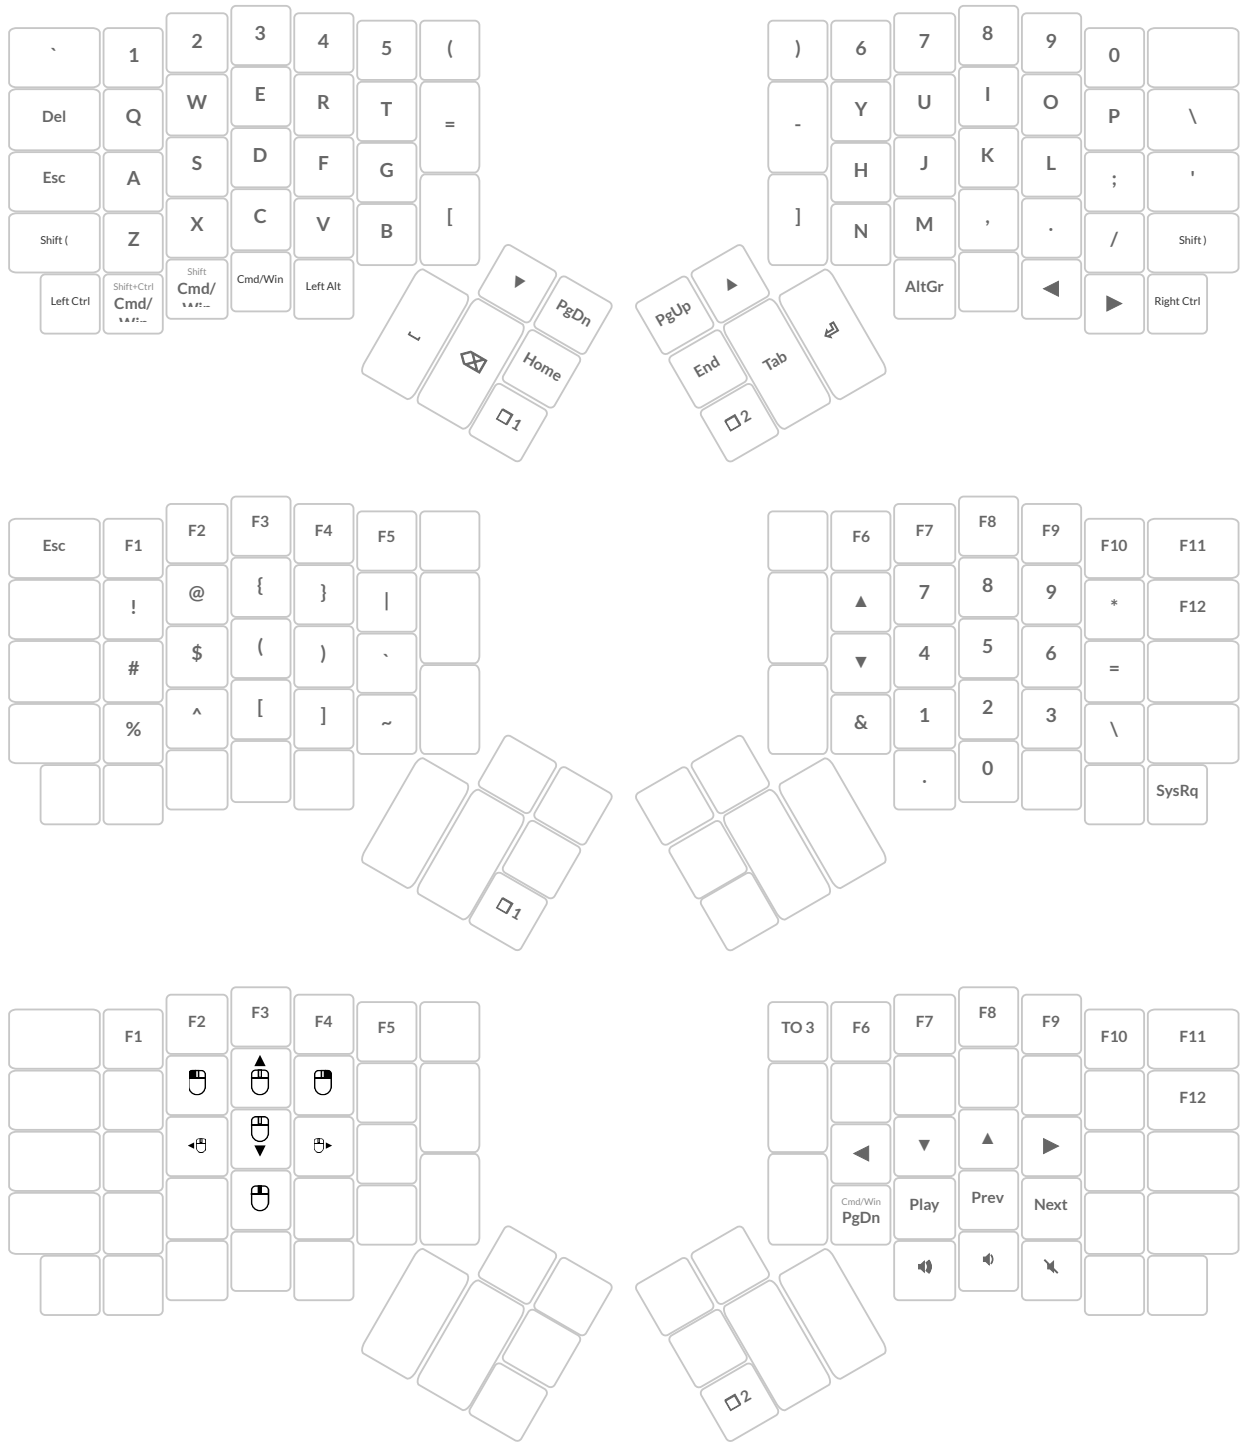 ` 1 2 3 4 5 ( ) 6 7 8 9 0
Del Q W E R T = - Y U I O P \
Esc A S D F G H J K L ; '
Shift ( Z X C V B [ ] N M , . / Shift )
Left Ctrl Shift+Ctrl Cmd/Win Shift Cmd/Win Cmd/Win Left Alt AltGr ◀ ▶ Right Ctrl
▼ PgDn PgUp ▲
Home End Tab
1 2
Esc F1 F2 F3 F4 F5 F6 F7 F8 F9 F10 F11
! @ { } | ▲ 7 8 9 * F12
# $ ( ) ` ▼ 4 5 6 =
% ^ [ ] ~ & 1 2 3 \
. 0 SysRq
1
F1 F2 F3 F4 F5 TO 3 F6 F7 F8 F9 F10 F11
▲ F12
◀ ▼ ▶ ◀ ▼ ▲ ▶
Cmd/Win PgDn Play Prev Next
2